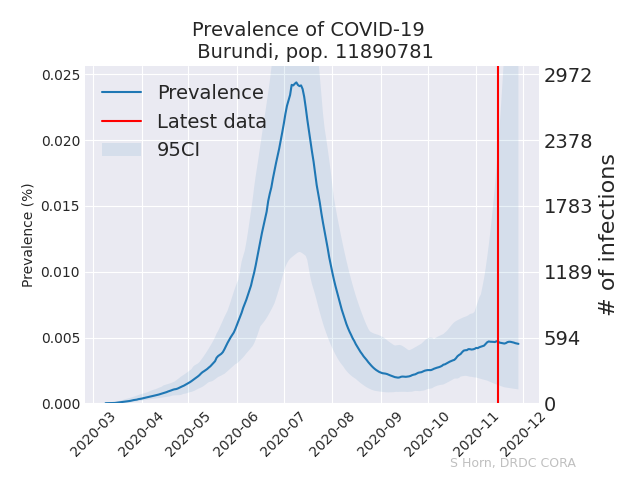 Prevalence of COVID-19
Burundi, pop. 11890781
Prevalence
Latest data
95CI
Prevalence (%)
0.025
0.020
0.015
0.010
0.005
0.000
2972
2378
1783
1189
594
0
# of infections
2020-03
2020-04
2020-05
2020-06
2020-07
2020-08
2020-09
2020-10
2020-11
2020-12
S Horn, DRDC CORA